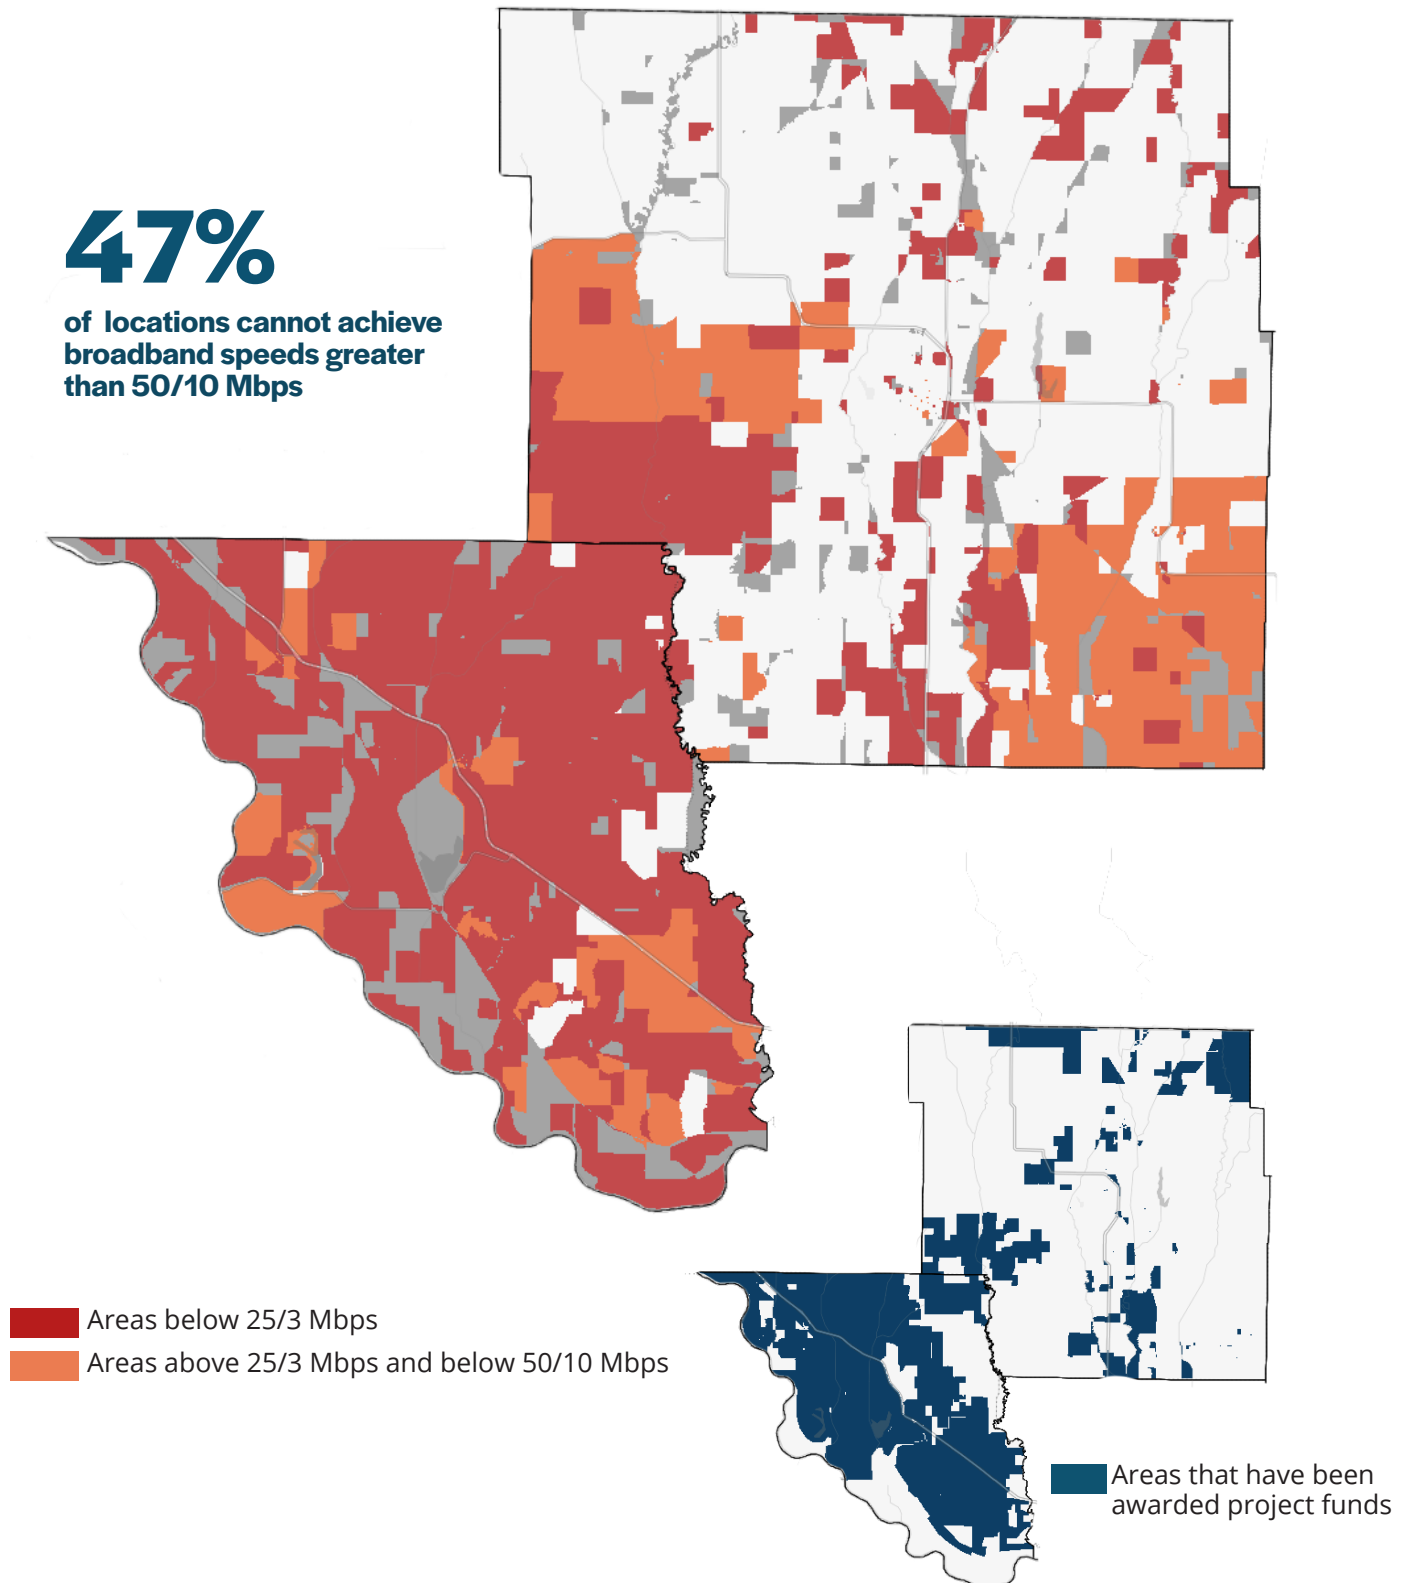 47%
of locations cannot achieve
broadband speeds greater
than 50/10 Mbps
Areas below 25/3 Mbps
Areas above 25/3 Mbps and below 50/10 Mbps
Areas that have been
awarded project funds